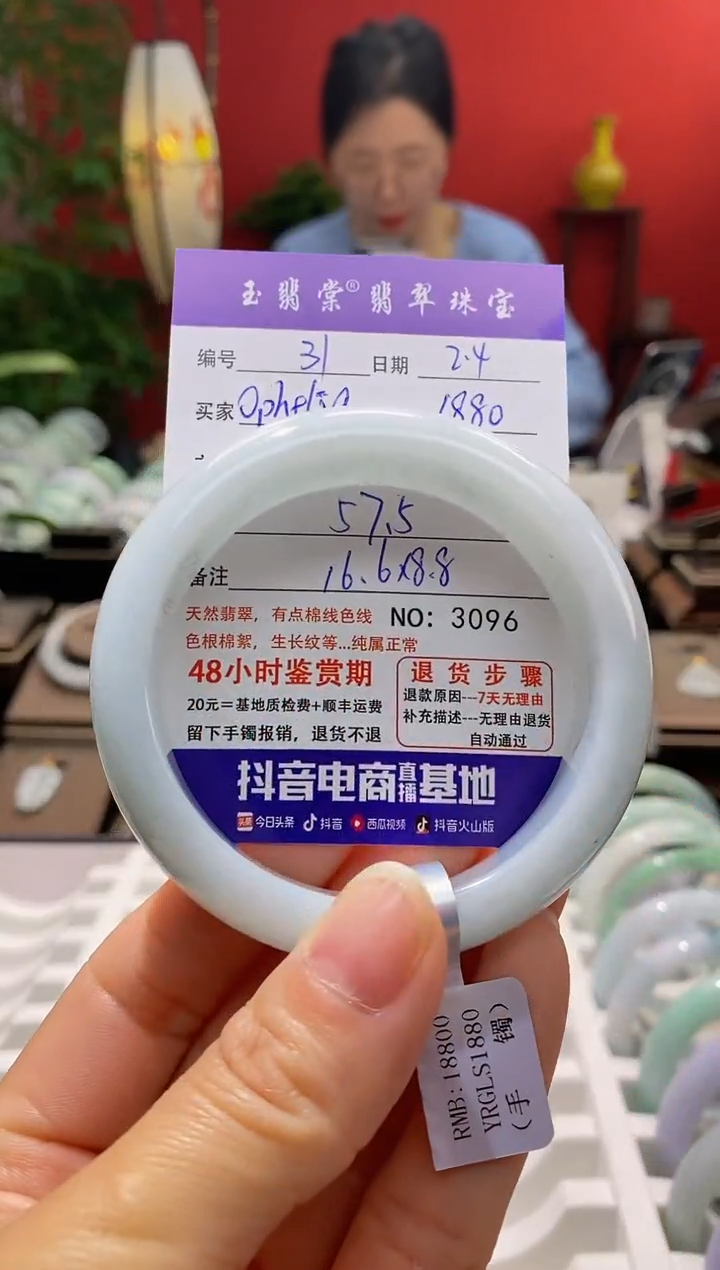 玉翡棠®翡翠珠宝
编号 31 日期 2.4
买家 Ophelia 1880
57.5
备注 16.6x8.8
天然翡翠，有点棉线色线 NO: 3096
色根棉絮，生长纹等...纯属正常
48小时鉴赏期
20元=基地质检费+顺丰运费
留下手镯报销，退货不退
退货步骤
退款原因---7天无理由
补充描述---无理由退货
自动通过
抖音电商直播基地
头条 今日头条 抖音 西瓜视频 抖音火山版
RMB:18800
YRGLS1880
(手 镯)